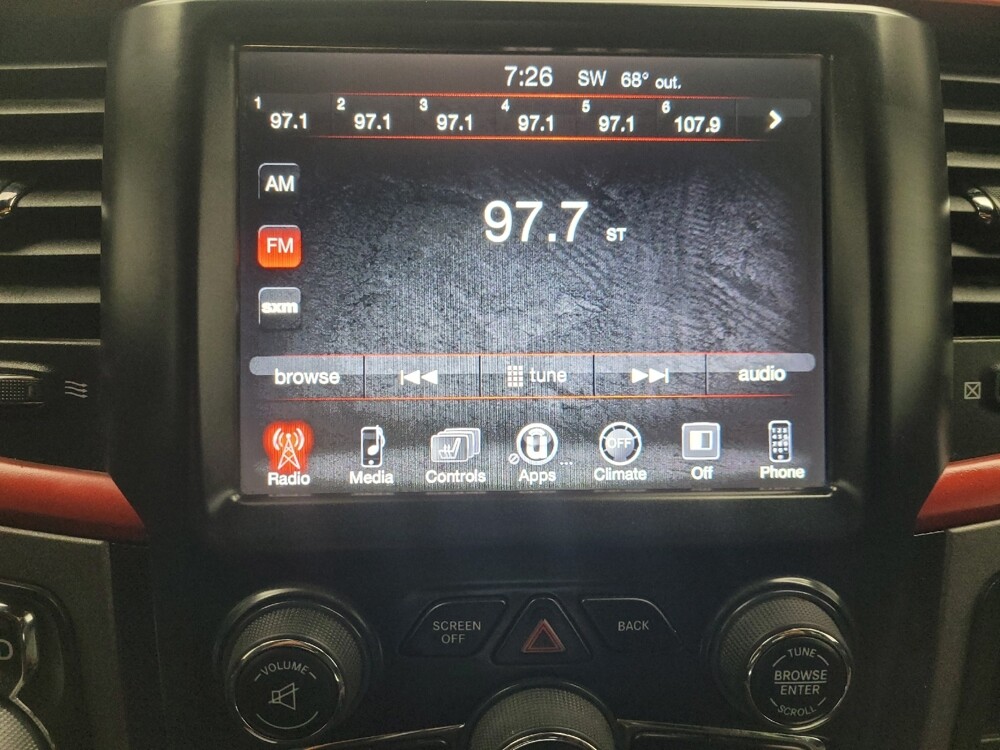 7:26 SW 68° out.
1 97.1 2 97.1 3 97.1 4 97.1 5 97.1 6 107.9
AM
97.7 ST
FM
sxm
browse tune audio
OFF
Radio Media Controls Apps ... Climate Off Phone
SCREEN
OFF
BACK
VOLUME
TUNE
BROWSE
ENTER
SCROLL